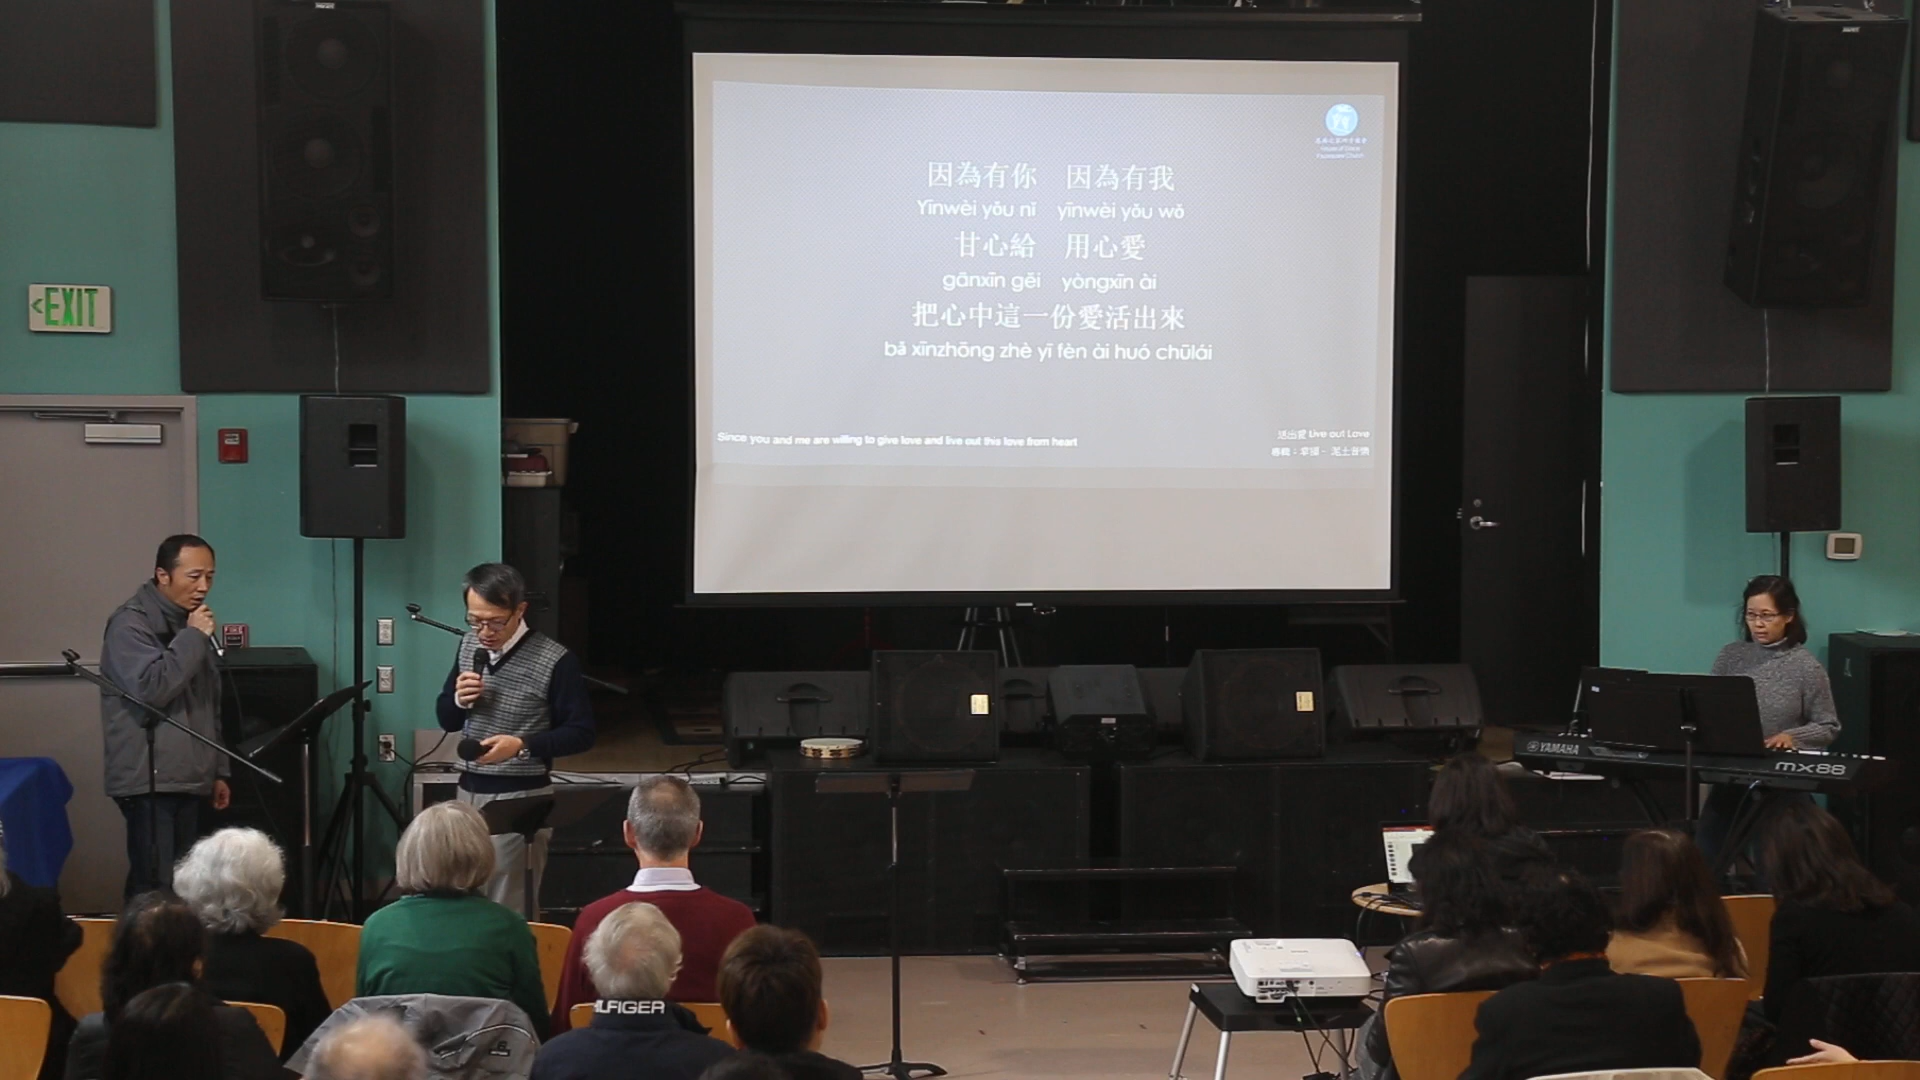 因為有你 因為有我
Yīnwèi yǒu nǐ yīnwèi yǒu wǒ
甘心給 用心愛
gānxīn gěi yòngxīn ài
把心中這一份愛活出來
bǎ xīnzhōng zhè yī fèn ài huó chūlái
Since you and me are willing to give love and live out this love from heart
活出愛 Live out Love
<EXIT
FIRE
YAMAHA
MX88
LFIGER